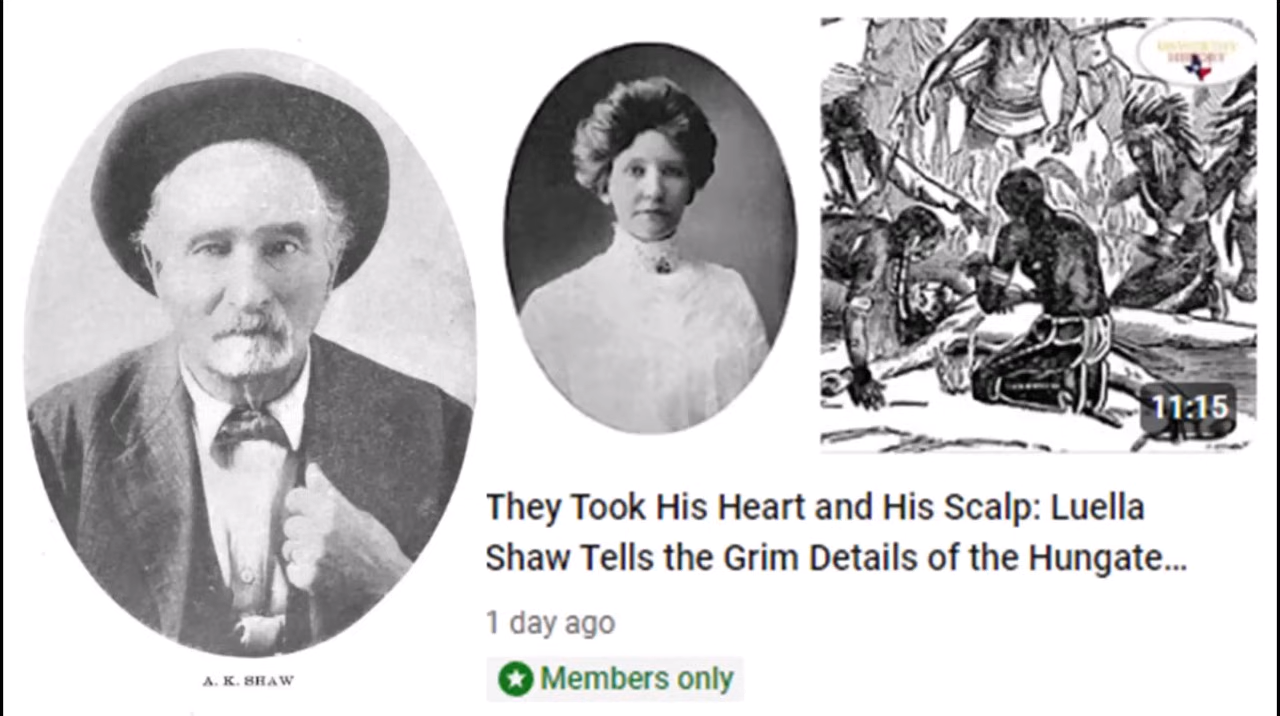 11:15
A. K. SHAW
They Took His Heart and His Scalp: Luella
Shaw Tells the Grim Details of the Hungate...
1 day ago
Members only